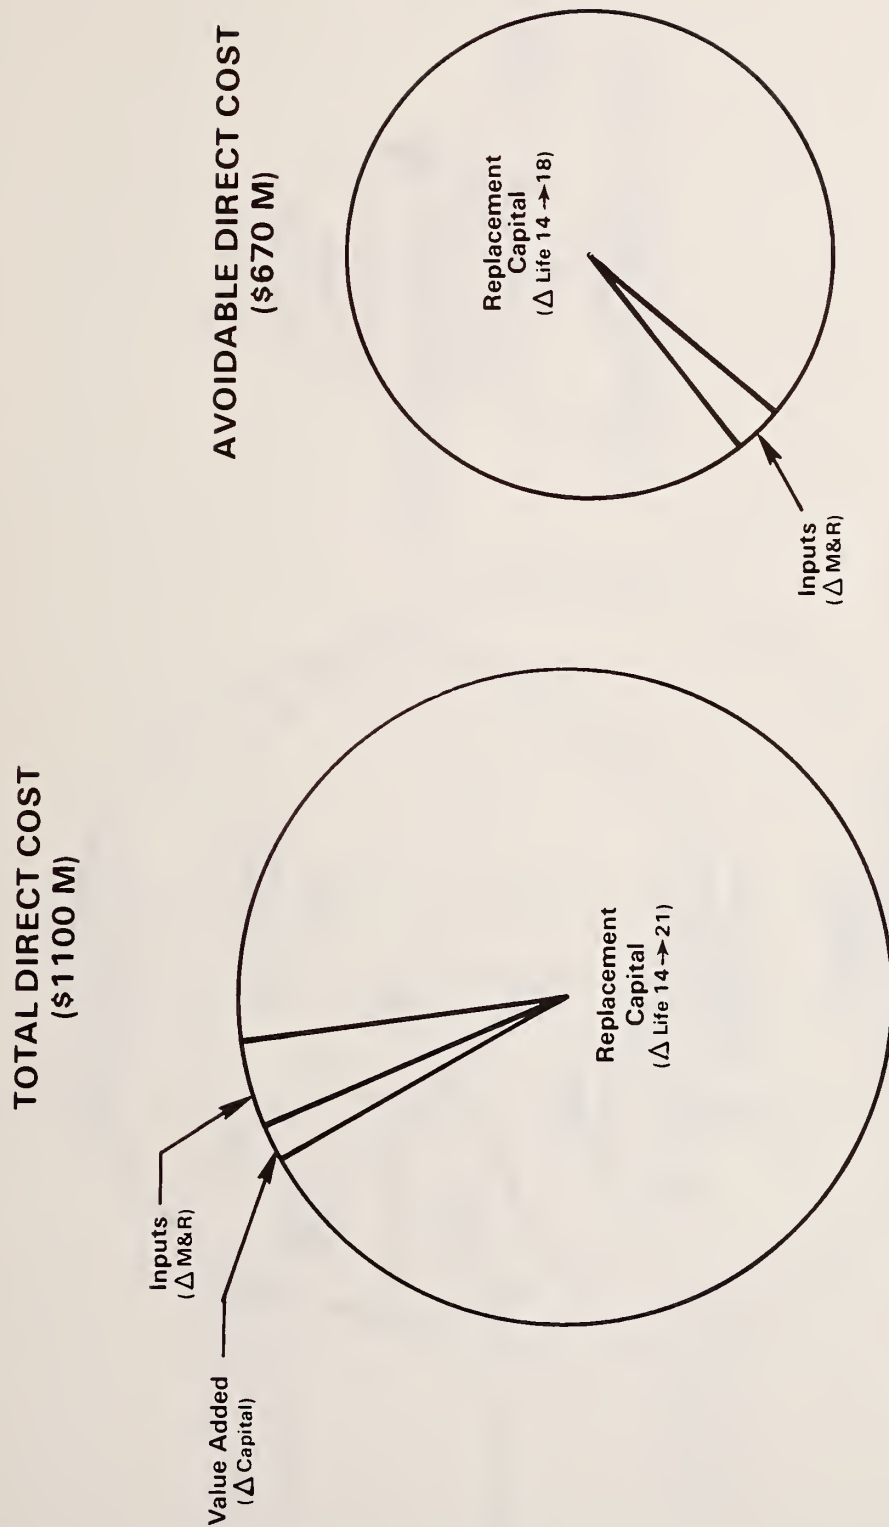 TOTAL DIRECT COST
($1100 M)
Value Added
(Δ Capital)
Inputs
(Δ M&R)
Replacement
Capital
(Δ Life 14→21)
AVOIDABLE DIRECT COST
($670 M)
Inputs
(Δ M&R)
Replacement
Capital
(Δ Life 14→18)